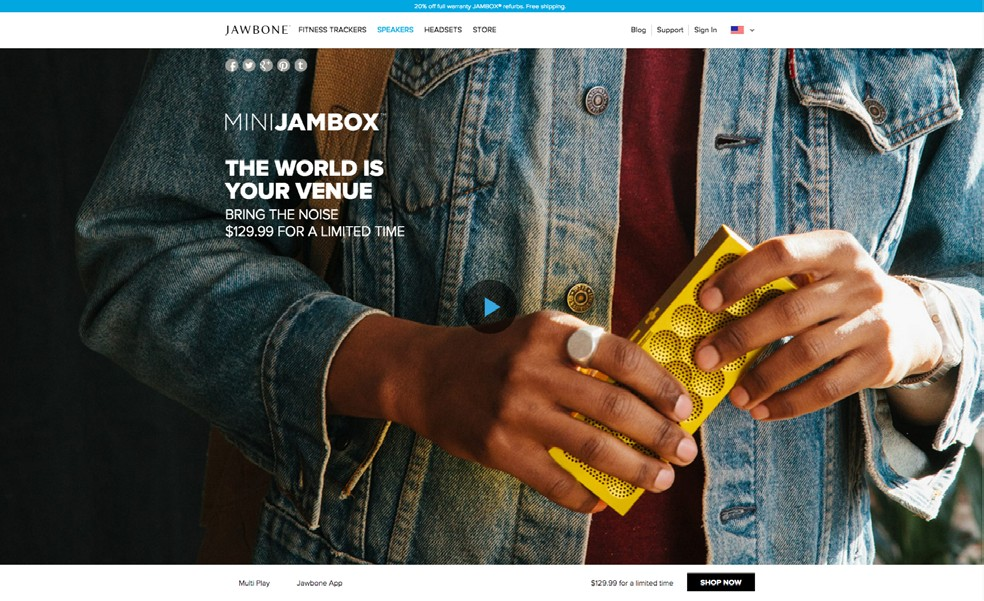 20% off full warranty JAMBOX® refurbs. Free shipping.
JAWBONE™ FITNESS TRACKERS SPEAKERS HEADSETS STORE Blog Support Sign In
MINIJAMBOX
THE WORLD IS
YOUR VENUE
BRING THE NOISE
$129.99 FOR A LIMITED TIME
Multi Play Jawbone App $129.99 for a limited time SHOP NOW